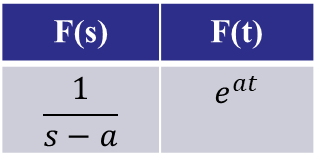 F(s) F(t)
1/(s − a) e^{at}